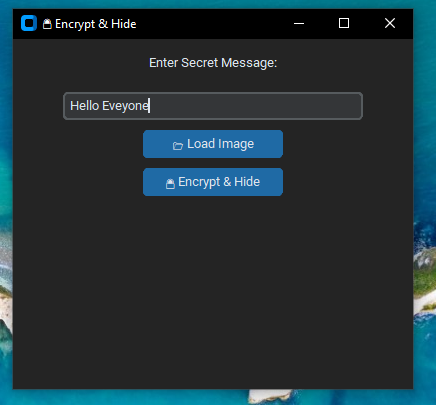 Encrypt & Hide
Enter Secret Message:
Hello Eveyone
Load Image
Encrypt & Hide